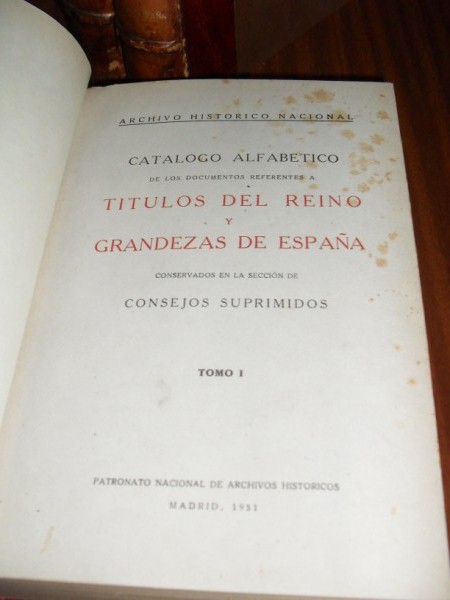 ARCHIVO HISTORICO NACIONAL
CATALOGO ALFABETICO
DE LOS DOCUMENTOS REFERENTES A
TITULOS DEL REINO
Y
GRANDEZAS DE ESPAÑA
CONSERVADOS EN LA SECCIÓN DE
CONSEJOS SUPRIMIDOS
TOMO I
PATRONATO NACIONAL DE ARCHIVOS HISTORICOS
MADRID, 1951